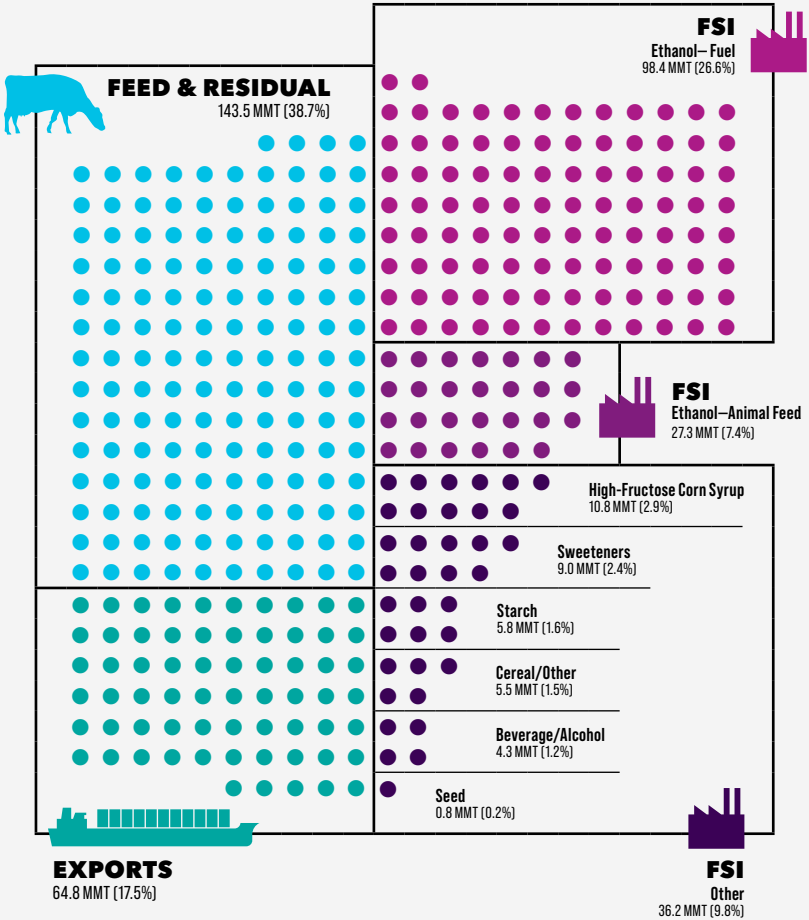 FSI
Ethanol— Fuel
98.4 MMT (26.6%)
FEED & RESIDUAL
143.5 MMT (38.7%)
FSI
Ethanol—Animal Feed
27.3 MMT (7.4%)
High-Fructose Corn Syrup
10.8 MMT (2.9%)
Sweeteners
9.0 MMT (2.4%)
Starch
5.8 MMT (1.6%)
Cereal/Other
5.5 MMT (1.5%)
Beverage/Alcohol
4.3 MMT (1.2%)
Seed
0.8 MMT (0.2%)
EXPORTS
64.8 MMT (17.5%)
FSI
Other
36.2 MMT (9.8%)